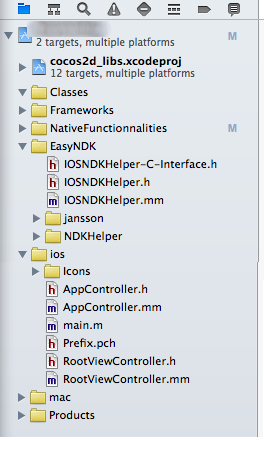 2 targets, multiple platforms
M
cocos2d_libs.xcodeproj
12 targets, multiple platforms
Classes
Frameworks
NativeFunctionnalities
M
EasyNDK
h IOSNDKHelper-C-Interface.h
h IOSNDKHelper.h
m IOSNDKHelper.mm
jansson
NDKHelper
ios
Icons
h AppController.h
m AppController.mm
m main.m
h Prefix.pch
h RootViewController.h
m RootViewController.mm
mac
Products